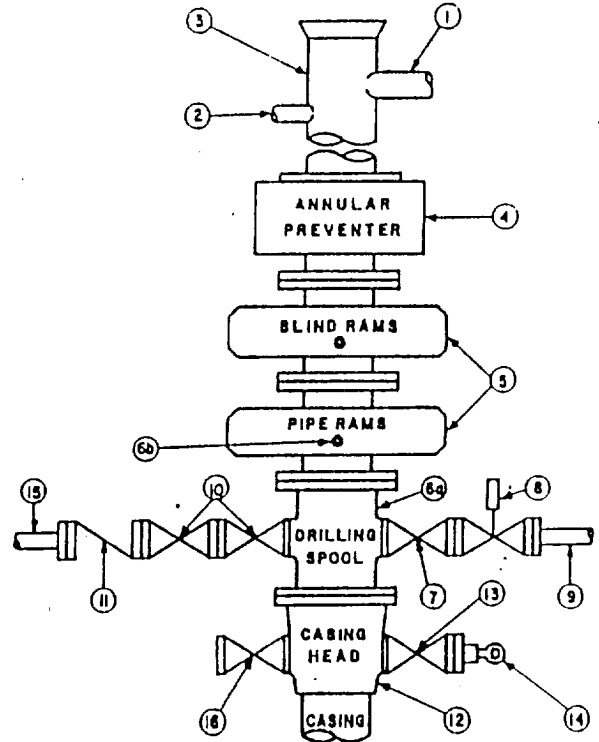 3
1
2
ANNULAR
PREVENTER
4
BLIND RAMS
5
PIPE RAMS
6b
15
10
6a
8
DRILLING
SPOOL
11
7
9
13
CASING
HEAD
16
12
14
CASING